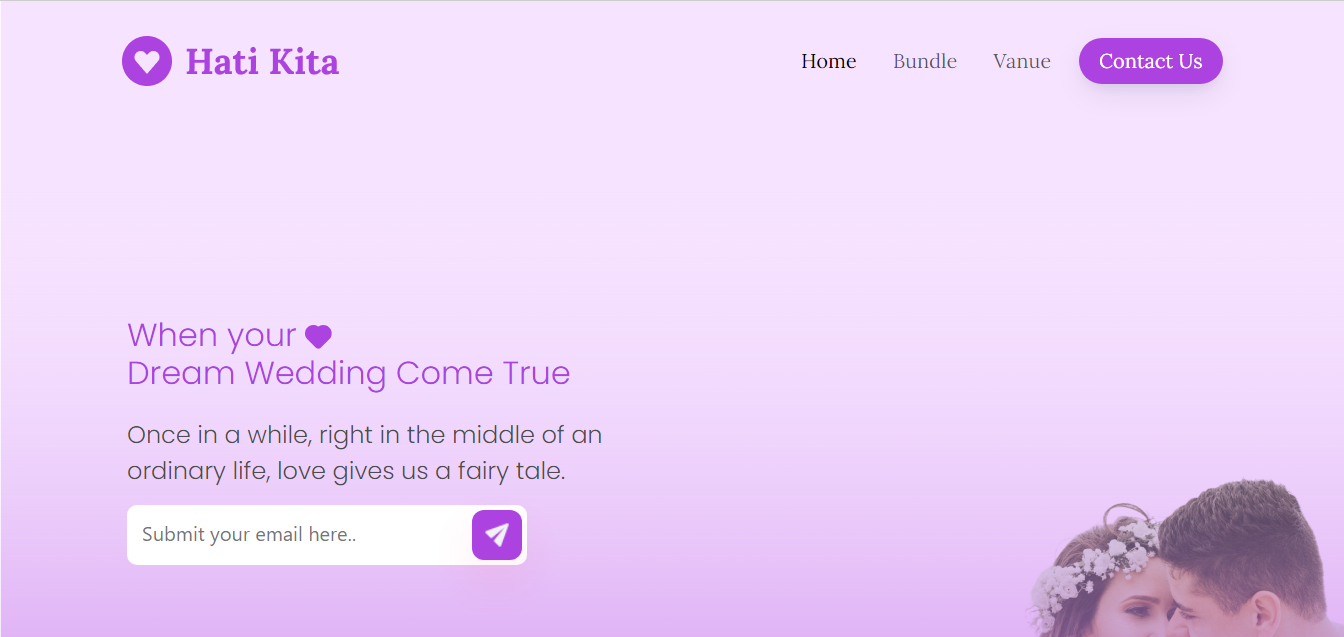 Hati Kita
Home
Bundle
Vanue
Contact Us
When your
Dream Wedding Come True
Once in a while, right in the middle of an
ordinary life, love gives us a fairy tale.
Submit your email here..